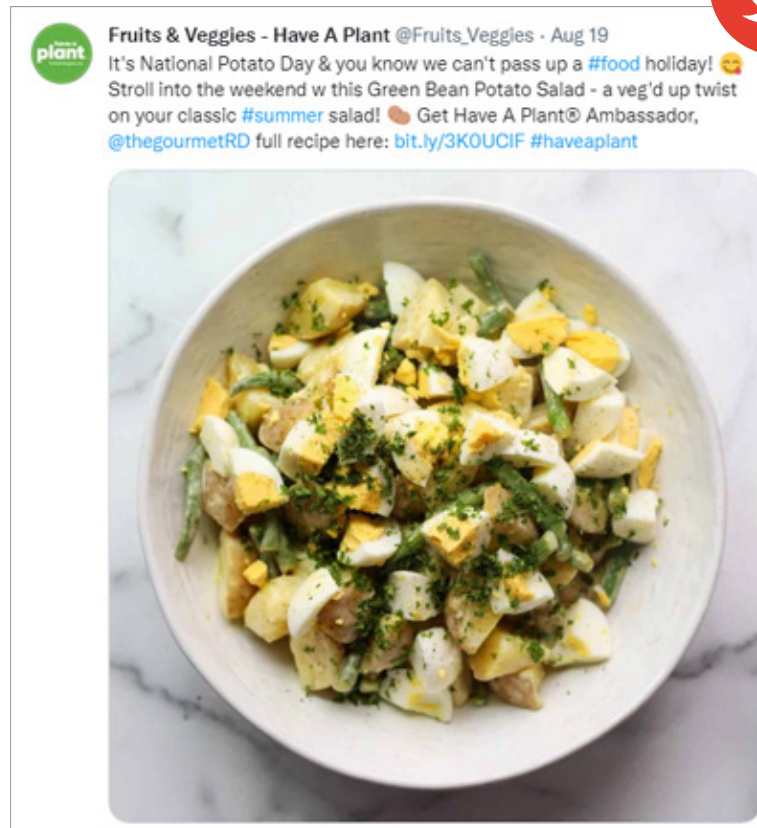 have a
plant
Fruits & Veggies - Have A Plant @Fruits_Veggies · Aug 19
It's National Potato Day & you know we can't pass up a #food holiday! 😋
Stroll into the weekend w this Green Bean Potato Salad - a veg'd up twist
on your classic #summer salad! 🥔 Get Have A Plant® Ambassador,
@thegourmetRD full recipe here: bit.ly/3K0UCIF #haveaplant